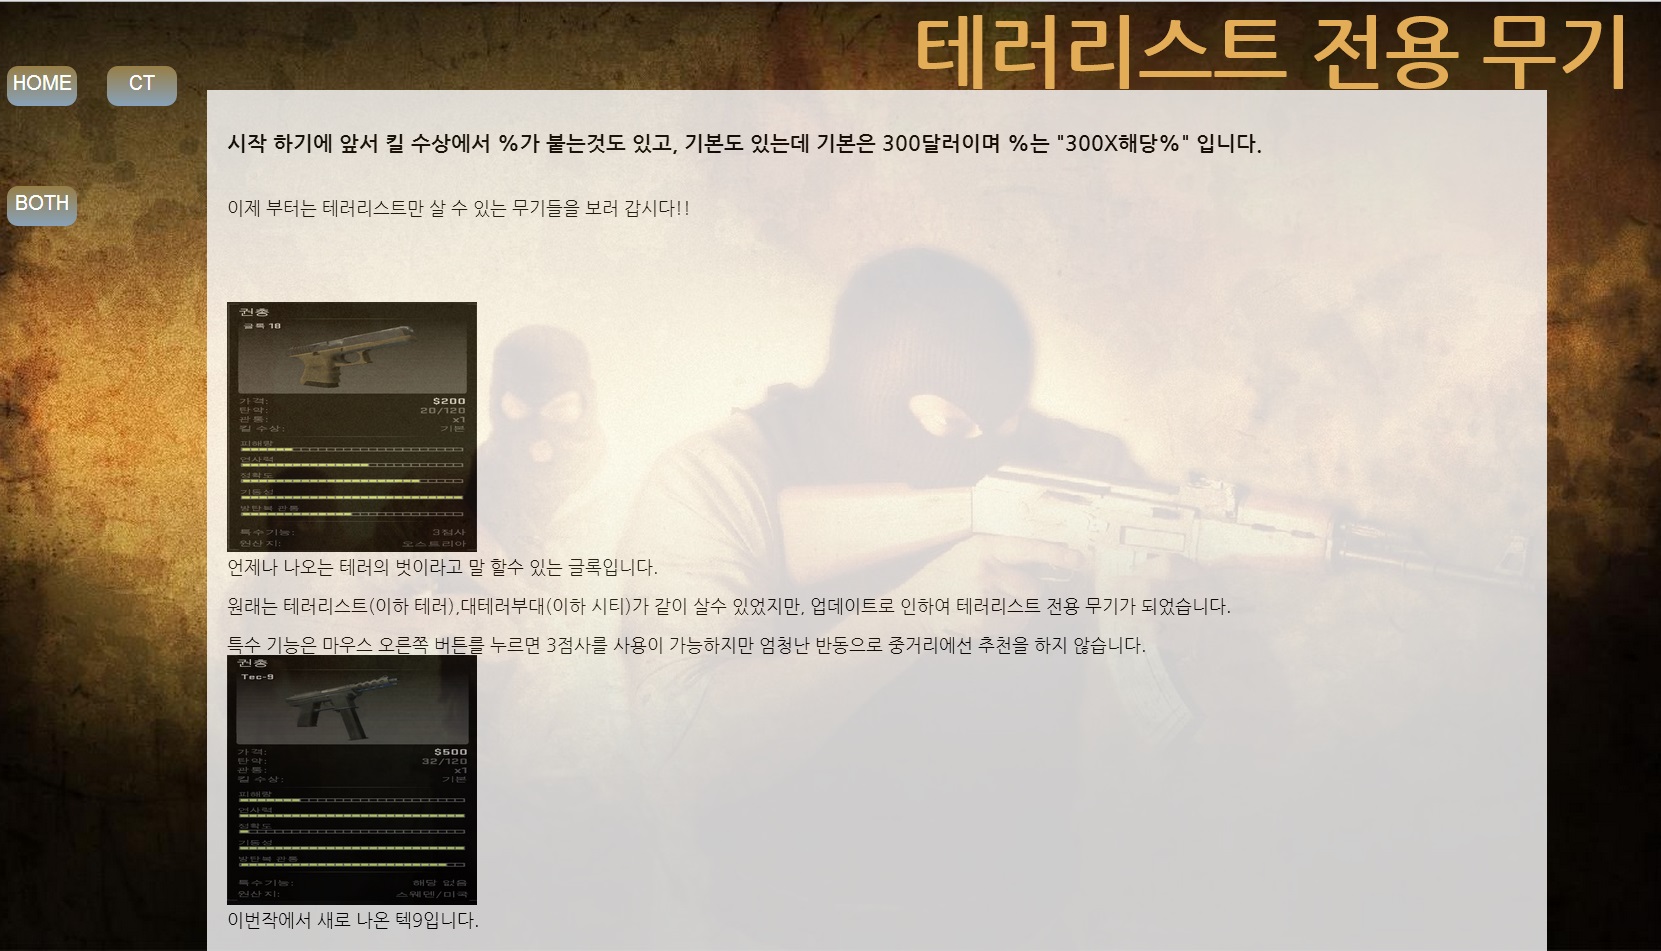 테러리스트 전용 무기
HOME
CT
BOTH
시작 하기에 앞서 킬 수상에서 %가 붙는것도 있고, 기본도 있는데 기본은 300달러이며 %는 "300X해당%" 입니다.
이제 부터는 테러리스트만 살 수 있는 무기들을 보러 갑시다!!
권총
글록 18
가격: $200
탄약: 20/120
관통: x1
킬 수상: 기본
피해량
연사력
정확도
기동성
방탄복 관통
특수기능: 3점사
원산지: 오스트리아
언제나 나오는 테러의 벗이라고 말 할수 있는 글록입니다.
원래는 테러리스트(이하 테러),대테러부대(이하 시티)가 같이 살수 있었지만, 업데이트로 인하여 테러리스트 전용 무기가 되었습니다.
특수 기능은 마우스 오른쪽 버튼를 누르면 3점사를 사용이 가능하지만 엄청난 반동으로 중거리에선 추천을 하지 않습니다.
권총
Tec-9
가격: $500
탄약: 32/120
관통: x1
킬 수상: 기본
피해량
연사력
정확도
기동성
방탄복 관통
특수기능: 해당 없음
원산지: 스웨덴/미국
이번작에서 새로 나온 텍9입니다.